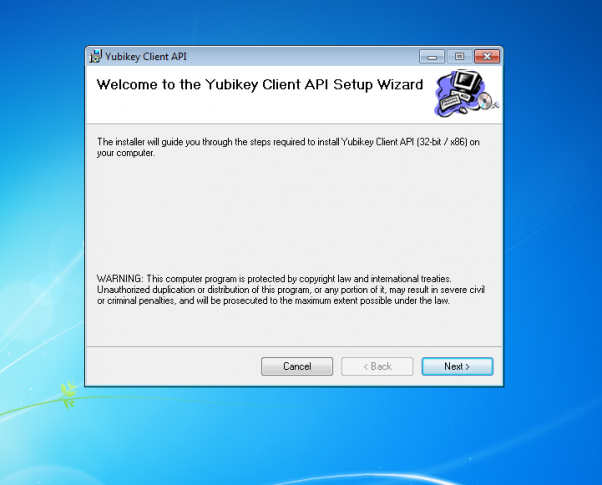 Yubikey Client API
Welcome to the Yubikey Client API Setup Wizard
The installer will guide you through the steps required to install Yubikey Client API (32-bit / x86) on
your computer.
WARNING: This computer program is protected by copyright law and international treaties.
Unauthorized duplication or distribution of this program, or any portion of it, may result in severe civil
or criminal penalties, and will be prosecuted to the maximum extent possible under the law.
Cancel < Back Next >